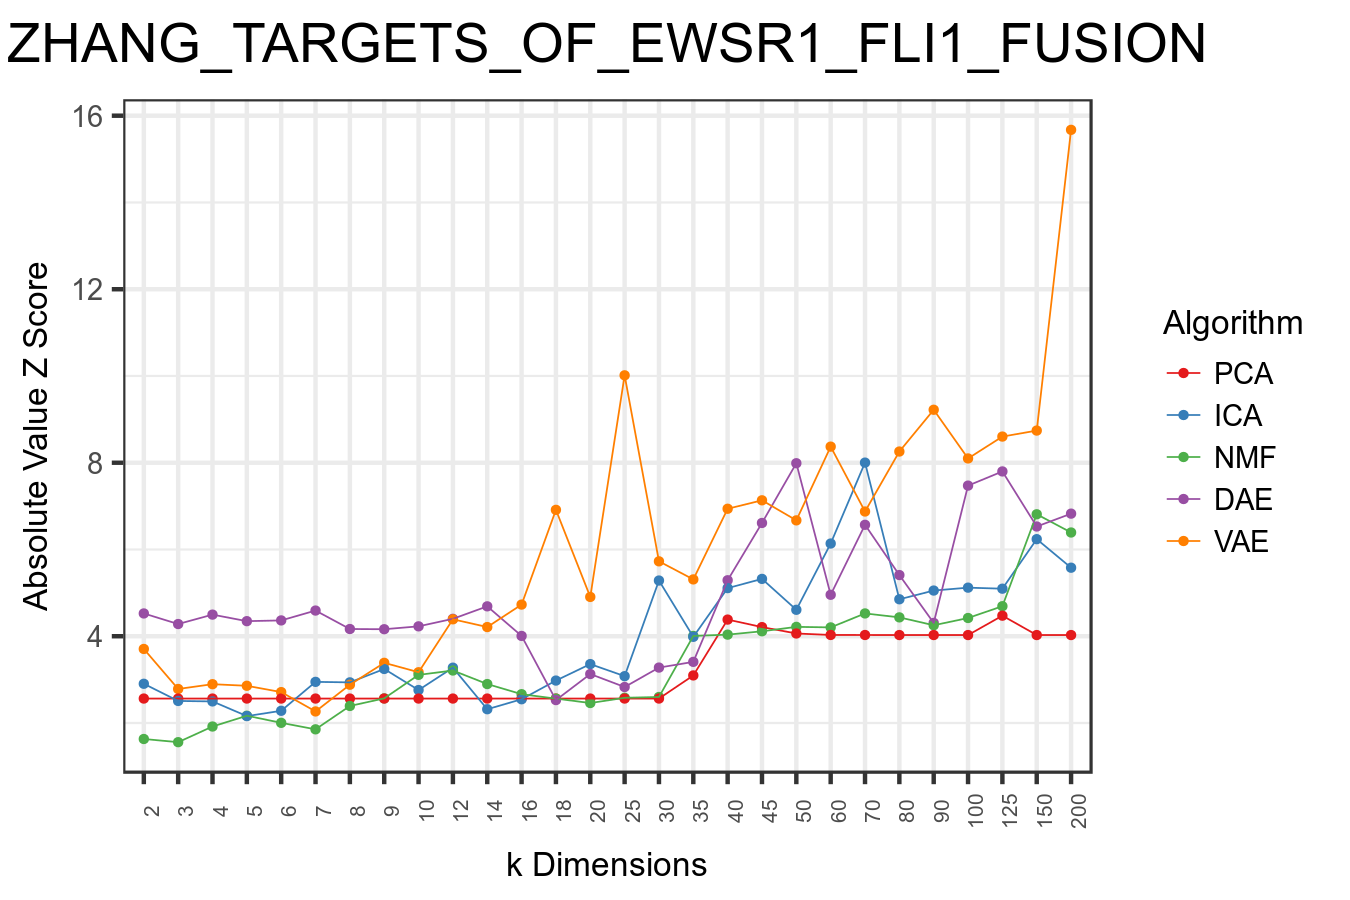 ZHANG_TARGETS_OF_EWSR1_FLI1_FUSION
16
12
8
4
Absolute Value Z Score
2 3 4 5 6 7 8 9 10 12 14 16 18 20 25 30 35 40 45 50 60 70 80 90 100 125 150 200
k Dimensions
Algorithm
PCA
ICA
NMF
DAE
VAE